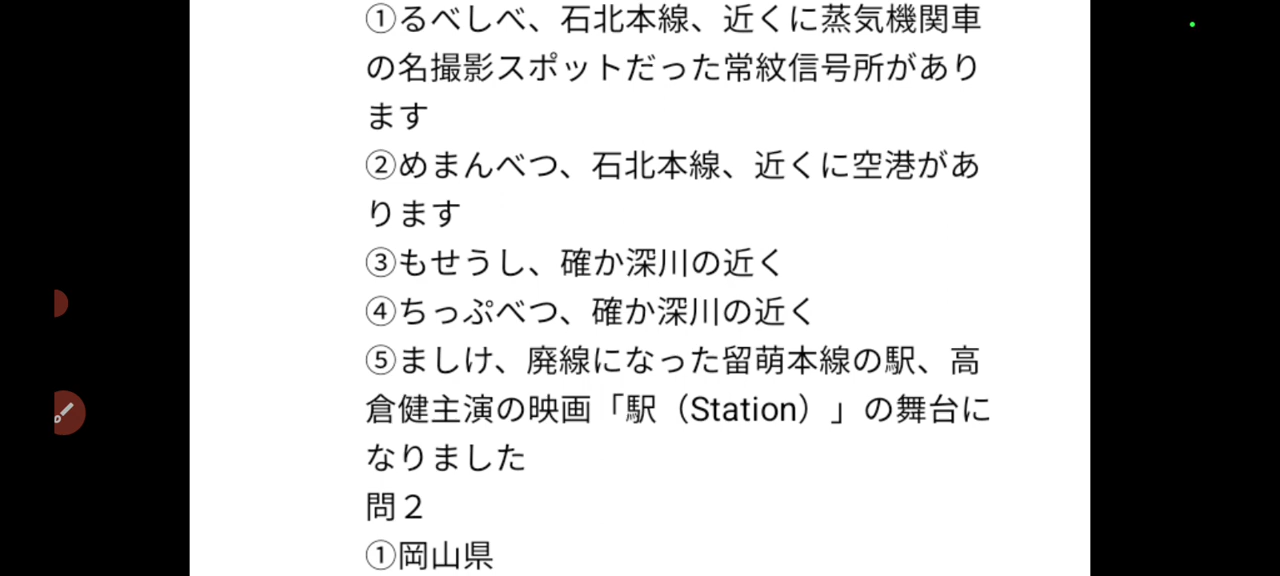 ①るべしべ、石北本線、近くに蒸気機関車
の名撮影スポットだった常紋信号所があり
ます
②めまんべつ、石北本線、近くに空港があ
ります
③もせうし、確か深川の近く
④ちっぷべつ、確か深川の近く
⑤ましけ、廃線になった留萌本線の駅、高
倉健主演の映画「駅（Station）」の舞台に
なりました
問２
①岡山県